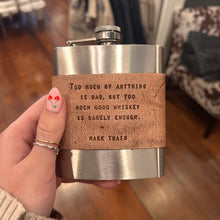 TOO MUCH OF ANYTHING
IS BAD, BUT TOO
MUCH GOOD WHISKEY
IS BARELY ENOUGH.
MARK TWAIN